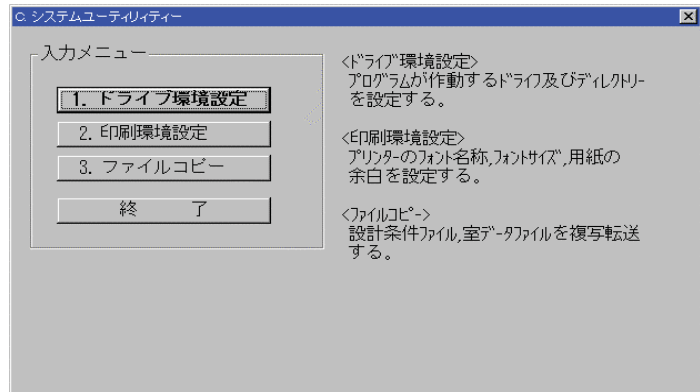 C. システムユーティリィティー
入力メニュー
1. ドライブ環境設定
2. 印刷環境設定
3. ファイルコピー
終 了
<ﾄﾞﾗｲﾌﾞ環境設定>
ﾌﾟﾛｸﾞﾗﾑが作動するﾄﾞﾗｲﾌ及びﾃﾞｨﾚｸﾄﾘｰ
を設定する。
<印刷環境設定>
ﾌﾟﾘﾝﾀｰのﾌｫﾝﾄ名称,ﾌｫﾝﾄｻｲｽﾞ,用紙の
余白を設定する。
<ﾌｧｲﾙｺﾋﾟｰ>
設計条件ﾌｧｲﾙ,室ﾃﾞｰﾀﾌｧｲﾙを複写転送
する。